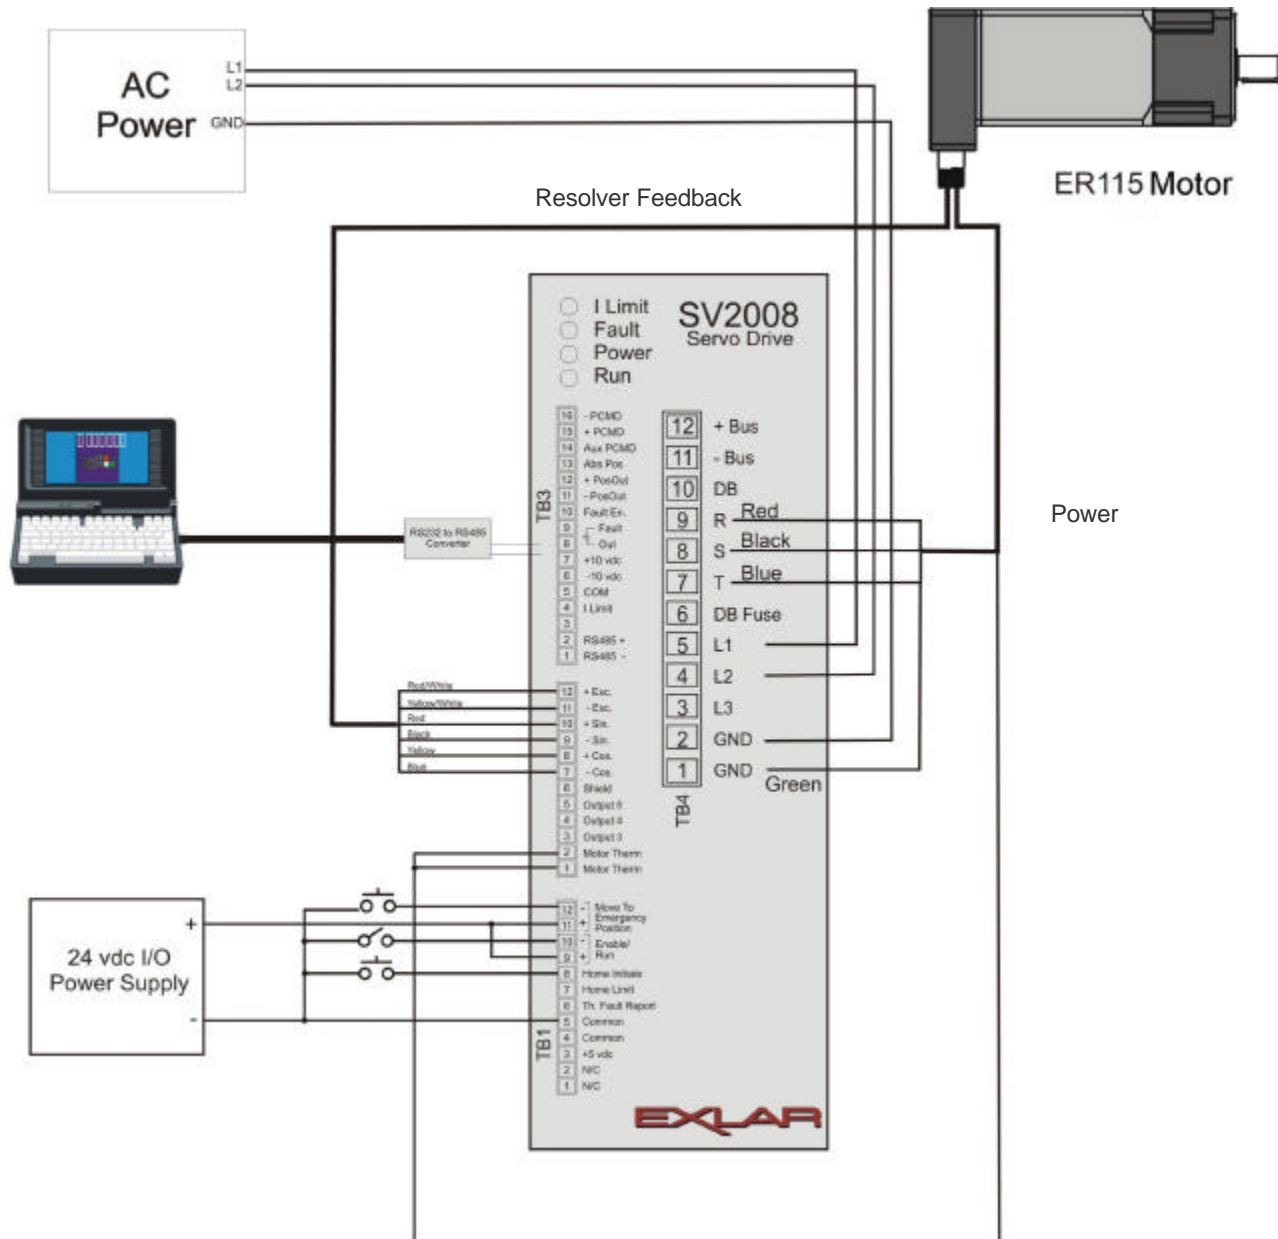 AC
Power
L1
L2
GND
ER115 Motor
Resolver Feedback
I Limit
Fault
Power
Run
SV2008
Servo Drive
TB3
16 - PCMD
15 + PCMD
14 Aux PCMD
13 Abs Pos.
12 + PosOut
11 - PosOut
10 Fault En.
9 Fault
8 Out
7 +10 vdc
6 -10 vdc
5 COM
4 I Limit
3
2 RS485 +
1 RS485 -
RS232 to RS485
Converter
12 + Bus
11 - Bus
10 DB
9 R Red
8 S Black
7 T Blue
6 DB Fuse
5 L1
4 L2
3 L3
2 GND
1 GND
Green
TB4
Power
Red/White 12 + Exc.
Yellow/White 11 - Exc.
Red 10 + Sin.
Black 9 - Sin.
Yellow 8 + Cos.
Blue 7 - Cos.
6 Shield
5 Output 5
4 Output 4
3 Output 3
2 Motor Therm
1 Motor Therm
24 vdc I/O
Power Supply
+
-
TB1
12 - Move To
11 + Emergency
Position
10 - Enable/
9 + Run
8 Home Initiate
7 Home Limit
6 Th. Fault Report
5 Common
4 Common
3 +5 vdc
2 N/C
1 N/C
EXLAR